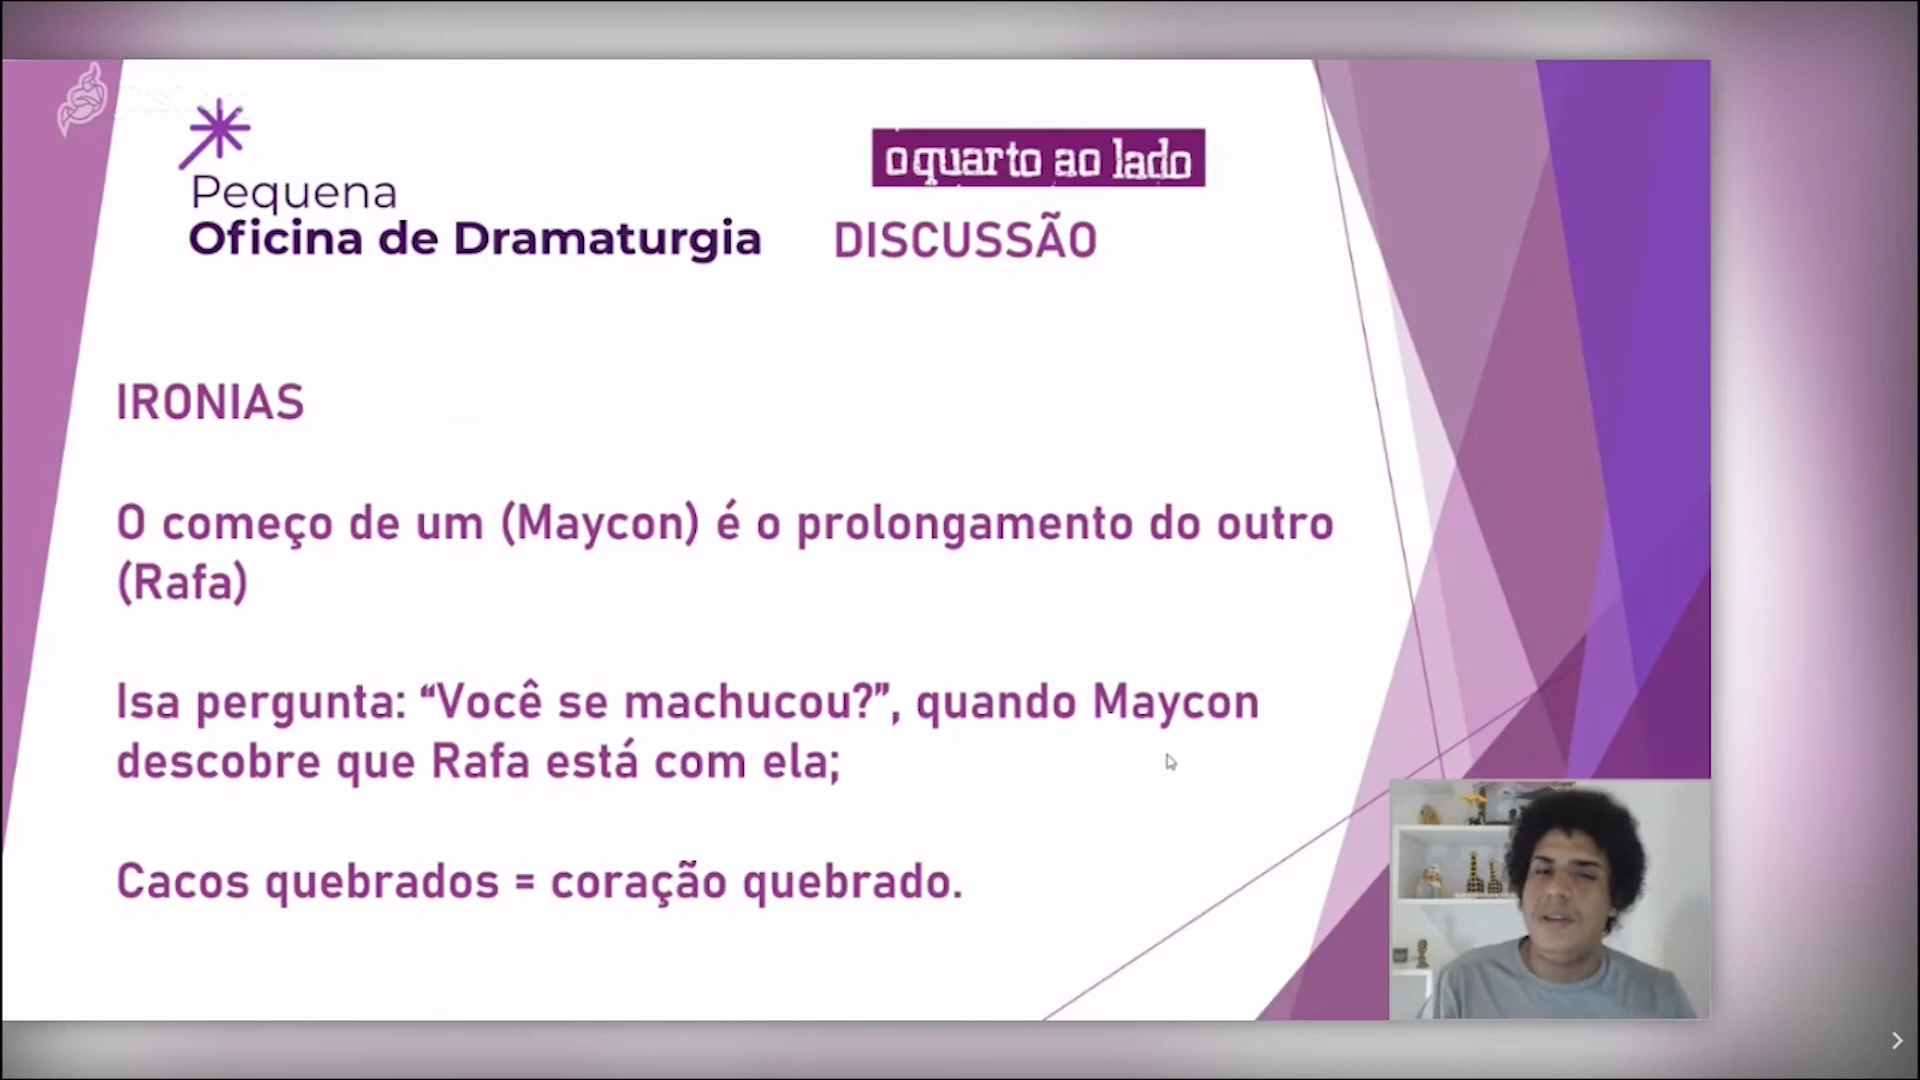 Pequena
Oficina de Dramaturgia
o quarto ao lado
DISCUSSÃO
IRONIAS
O começo de um (Maycon) é o prolongamento do outro
(Rafa)
Isa pergunta: “Você se machucou?”, quando Maycon
descobre que Rafa está com ela;
Cacos quebrados = coração quebrado.